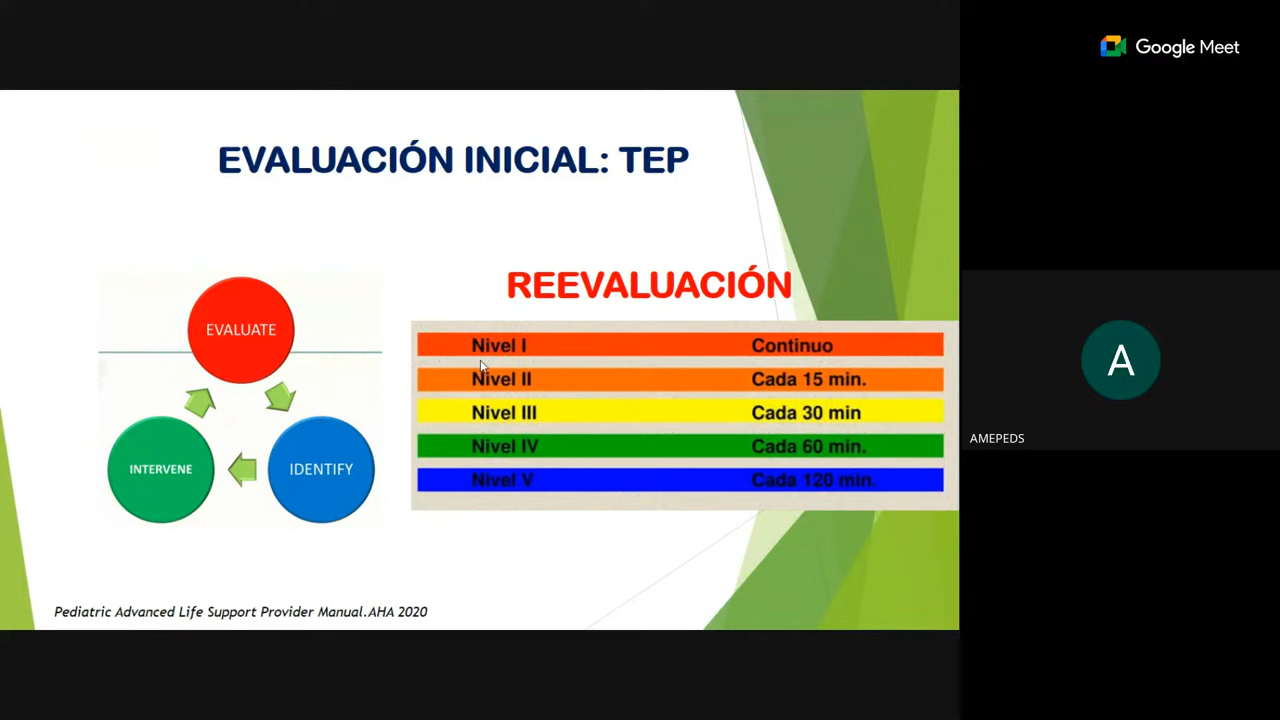 Google Meet
EVALUACIÓN INICIAL: TEP
REEVALUACIÓN
EVALUATE
IDENTIFY
INTERVENE
Nivel I Continuo
Nivel II Cada 15 min.
Nivel III Cada 30 min
Nivel IV Cada 60 min.
Nivel V Cada 120 min.
Pediatric Advanced Life Support Provider Manual.AHA 2020
A
AMEPEDS